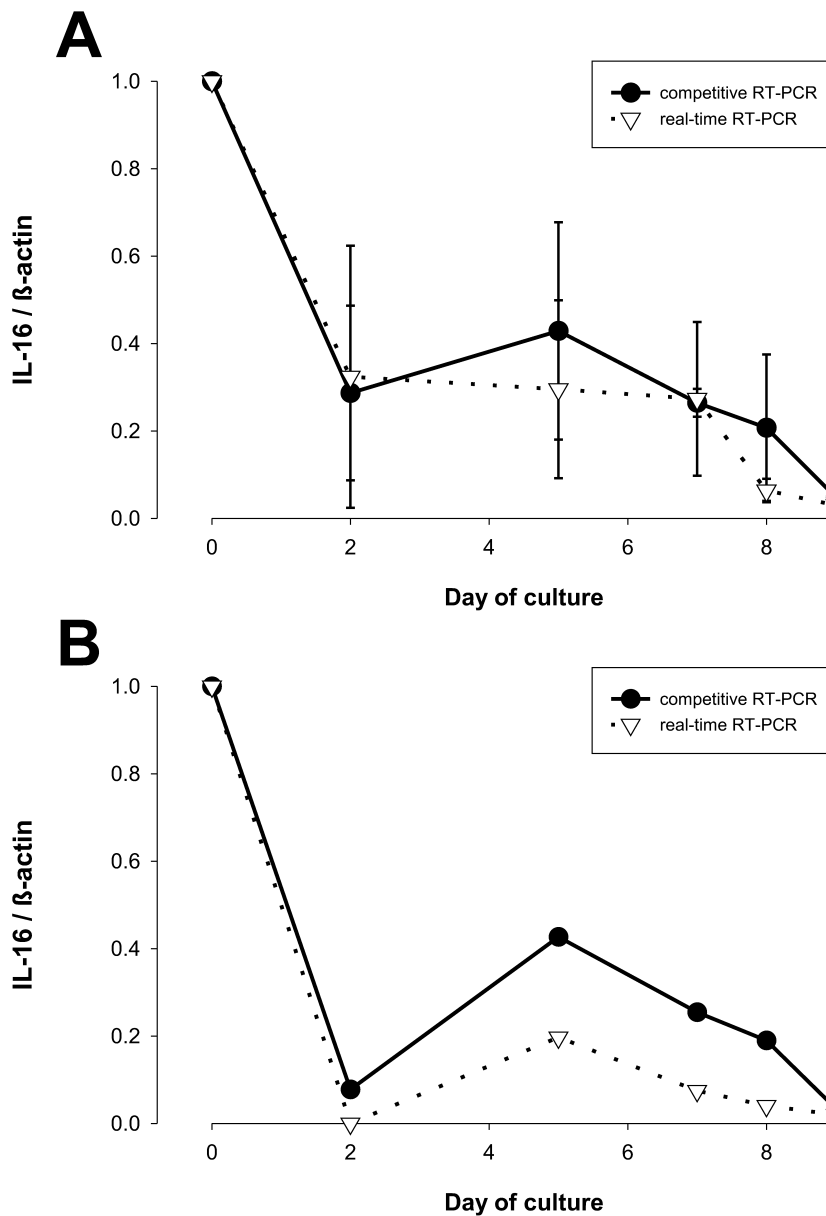 A
competitive RT-PCR
real-time RT-PCR
1.0
0.8
0.6
0.4
0.2
0.0
IL-16 / ß-actin
0 2 4 6 8
Day of culture
B
competitive RT-PCR
real-time RT-PCR
1.0
0.8
0.6
0.4
0.2
0.0
IL-16 / ß-actin
0 2 4 6 8
Day of culture